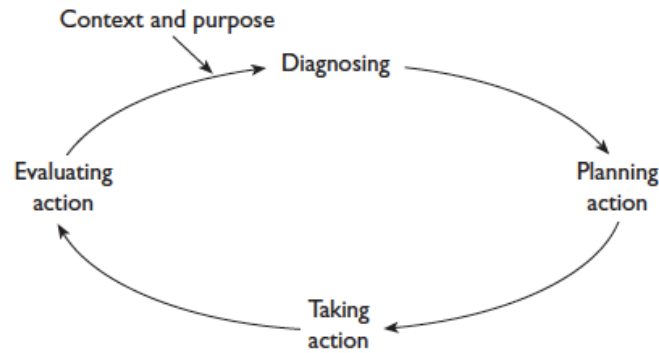 Context and purpose
Diagnosing
Evaluating
action
Planning
action
Taking
action